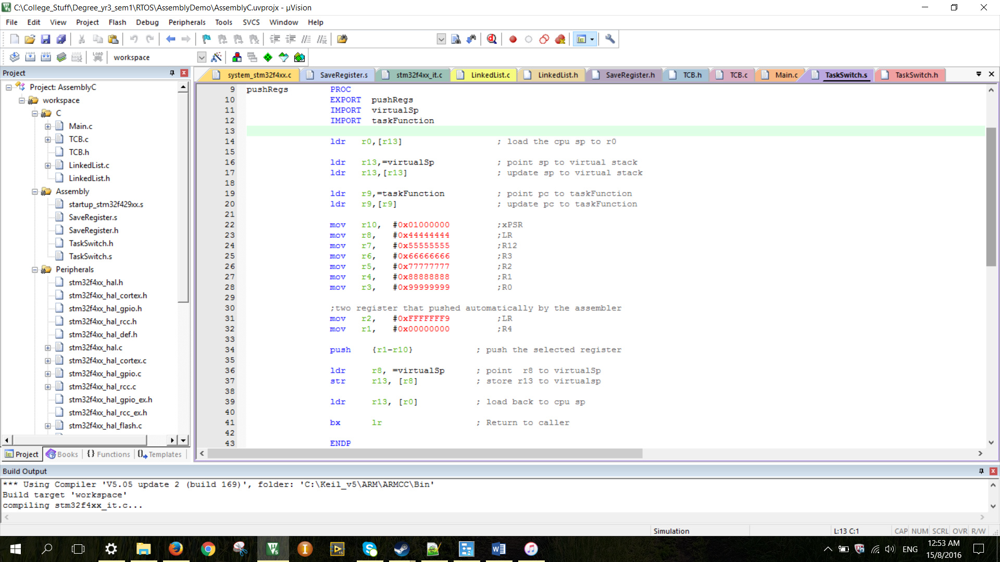 C:\College_Stuff\Degree_yr3_sem1\RTOS\AssemblyDemo\AssemblyC.uvprojx - µVision
File Edit View Project Flash Debug Peripherals Tools SVCS Window Help
LOAD workspace
Project
Project: AssemblyC
workspace
C
Main.c
TCB.c
TCB.h
LinkedList.c
LinkedList.h
Assembly
startup_stm32f429xx.s
SaveRegister.s
SaveRegister.h
TaskSwitch.h
TaskSwitch.s
Peripherals
stm32f4xx_hal.h
stm32f4xx_hal_cortex.h
stm32f4xx_hal_gpio.h
stm32f4xx_hal_rcc.h
stm32f4xx_hal_def.h
stm32f4xx_hal.c
stm32f4xx_hal_cortex.c
stm32f4xx_hal_gpio.c
stm32f4xx_hal_rcc.c
stm32f4xx_hal_gpio_ex.h
stm32f4xx_hal_rcc_ex.h
stm32f4xx_hal_flash.c
Project Books {} Functions Templates
system_stm32f4xx.c SaveRegister.s stm32f4xx_it.c LinkedList.c LinkedList.h SaveRegister.h TCB.h TCB.c Main.c TaskSwitch.s TaskSwitch.h
9 pushRegs PROC
10 EXPORT pushRegs
11 IMPORT virtualSp
12 IMPORT taskFunction
13
14 ldr r0,[r13] ; load the cpu sp to r0
15
16 ldr r13,=virtualSp ; point sp to virtual stack
17 ldr r13,[r13] ; update sp to virtual stack
18
19 ldr r9,=taskFunction ; point pc to taskFunction
20 ldr r9,[r9] ; update pc to taskFunction
21
22 mov r10, #0x01000000 ;xPSR
23 mov r8, #0x44444444 ;LR
24 mov r7, #0x55555555 ;R12
25 mov r6, #0x66666666 ;R3
26 mov r5, #0x77777777 ;R2
27 mov r4, #0x88888888 ;R1
28 mov r3, #0x99999999 ;R0
29
30 ;two register that pushed automatically by the assembler
31 mov r2, #0xFFFFFFF9 ;LR
32 mov r1, #0x00000000 ;R4
33
34 push {r1-r10} ; push the selected register
35
36 ldr r8, =virtualSp ; point r8 to virtualSp
37 str r13, [r8] ; store r13 to virtualsp
38
39 ldr r13, [r0] ; load back to cpu sp
40
41 bx lr ; Return to caller
42
43 ENDP
Build Output
*** Using Compiler 'V5.05 update 2 (build 169)', folder: 'C:\Keil_v5\ARM\ARMCC\Bin'
Build target 'workspace'
compiling stm32f4xx_it.c...
Simulation L:13 C:1 CAP NUM SCRL OVR R/W
ENG 12:53 AM
15/8/2016